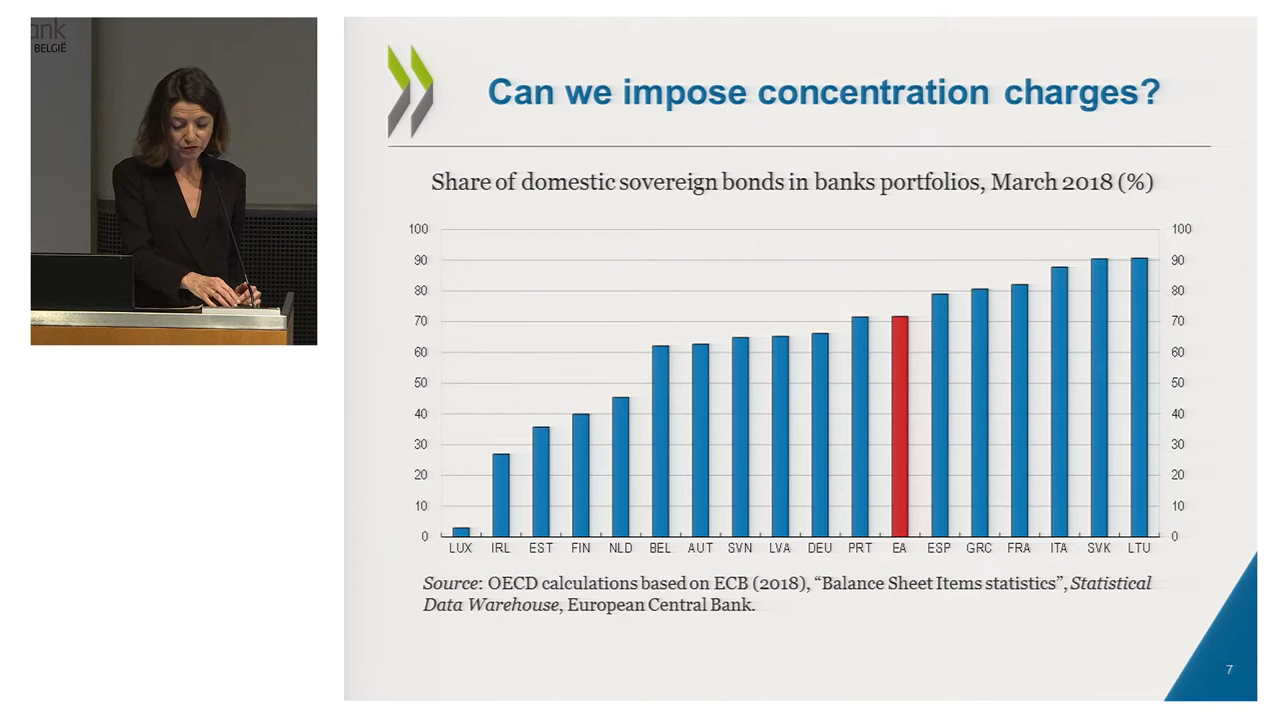 ank
BELGIË
Can we impose concentration charges?
Share of domestic sovereign bonds in banks portfolios, March 2018 (%)
100 100
90 90
80 80
70 70
60 60
50 50
40 40
30 30
20 20
10 10
0 0
LUX IRL EST FIN NLD BEL AUT SVN LVA DEU PRT EA ESP GRC FRA ITA SVK LTU
Source: OECD calculations based on ECB (2018), “Balance Sheet Items statistics”, Statistical
Data Warehouse, European Central Bank.
7